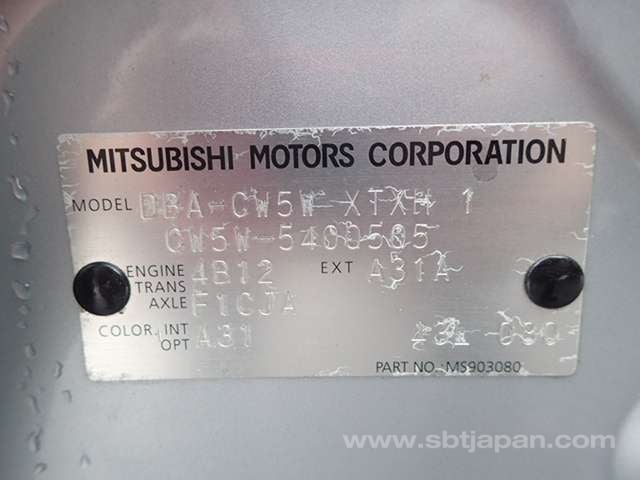 MITSUBISHI MOTORS CORPORATION
MODEL DBA-CW5W XTXH 1
CW5W-5400505
ENGINE 4B12 EXT A31A
TRANS
AXLE F1CJA
COLOR, INT A31
OPT
PART NO- MS903080
www.sbtjapan.com